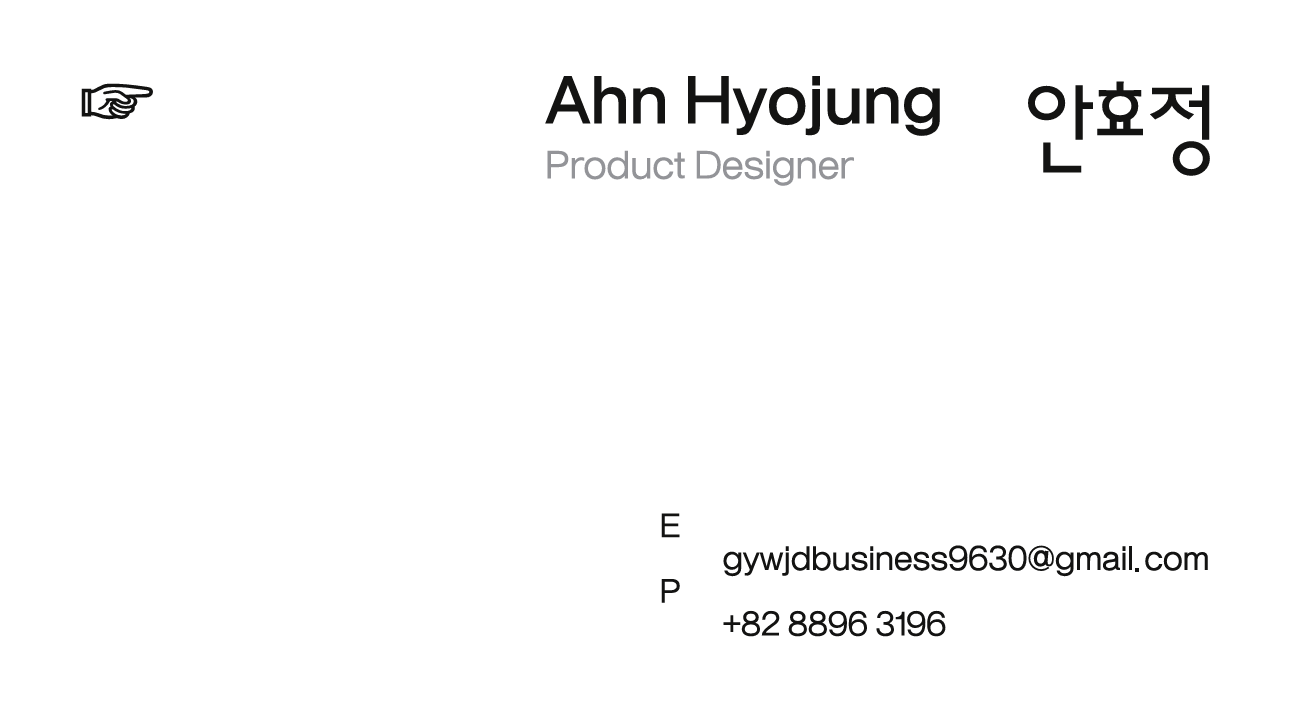 ☞ Ahn Hyojung 안효정
Product Designer
E
gywjdbusiness9630@gmail.com
P
+82 8896 3196